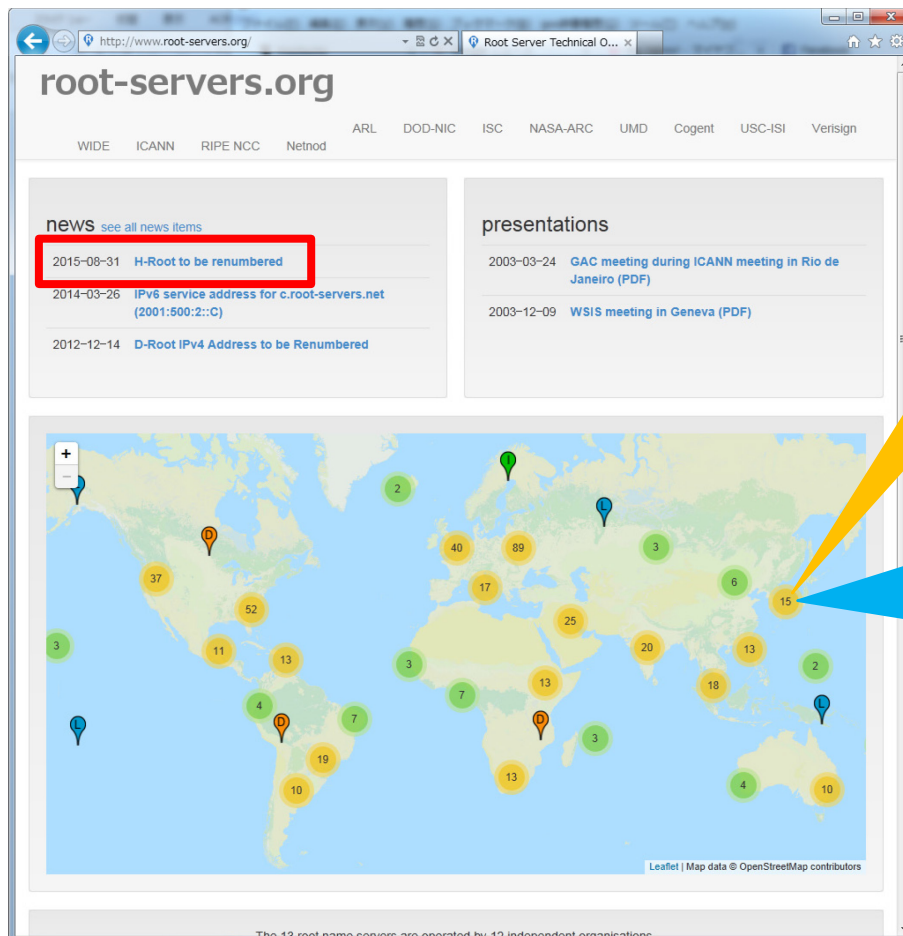 http://www.root-servers.org/
Root Server Technical O...
root-servers.org
ARL DOD-NIC ISC NASA-ARC UMD Cogent USC-ISI Verisign
WIDE ICANN RIPE NCC Netnod
news see all news items
2015-08-31 H-Root to be renumbered
2014-03-26 IPv6 service address for c.root-servers.net
(2001:500:2::C)
2012-12-14 D-Root IPv4 Address to be Renumbered
presentations
2003-03-24 GAC meeting during ICANN meeting in Rio de
Janeiro (PDF)
2003-12-09 WSIS meeting in Geneva (PDF)
+
−
L
I
2
L
D
40
89
3
37
17
6
52
15
25
3
11
13
20
13
3
2
13
18
4
7
L
D
7
D
L
3
19
13
10
4
10
Leaflet | Map data © OpenStreetMap contributors
The 13 root name servers are operated by 12 independent organisations